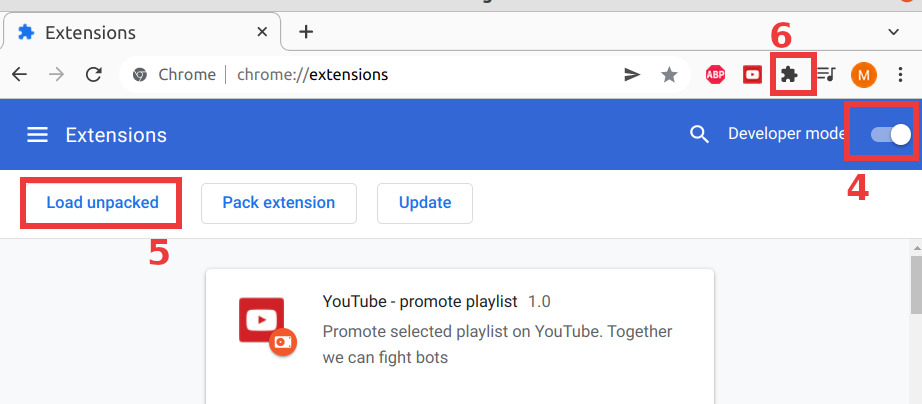 Extensions
6
Chrome chrome://extensions
ABP
M
Extensions
Developer mode
4
Load unpacked
Pack extension
Update
5
YouTube - promote playlist 1.0
Promote selected playlist on YouTube. Together
we can fight bots